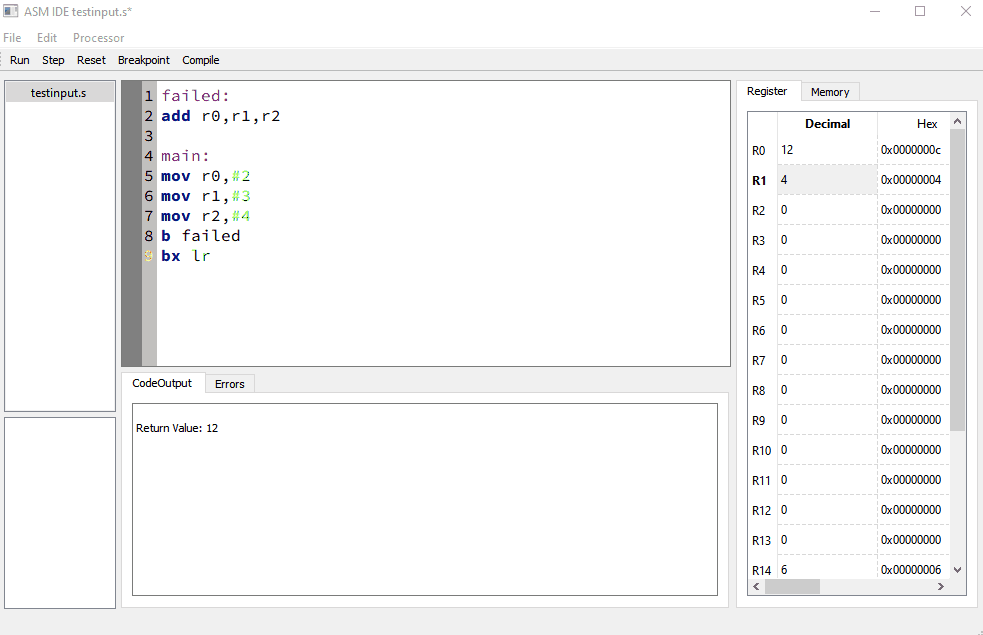 ASM IDE testinput.s*
File Edit Processor
Run Step Reset Breakpoint Compile
testinput.s
1 failed:
2 add r0,r1,r2
3
4 main:
5 mov r0,#2
6 mov r1,#3
7 mov r2,#4
8 b failed
9 bx lr
CodeOutput Errors
Return Value: 12
Register Memory
Decimal Hex
R0 12 0x0000000c
R1 4 0x00000004
R2 0 0x00000000
R3 0 0x00000000
R4 0 0x00000000
R5 0 0x00000000
R6 0 0x00000000
R7 0 0x00000000
R8 0 0x00000000
R9 0 0x00000000
R10 0 0x00000000
R11 0 0x00000000
R12 0 0x00000000
R13 0 0x00000000
R14 6 0x00000006